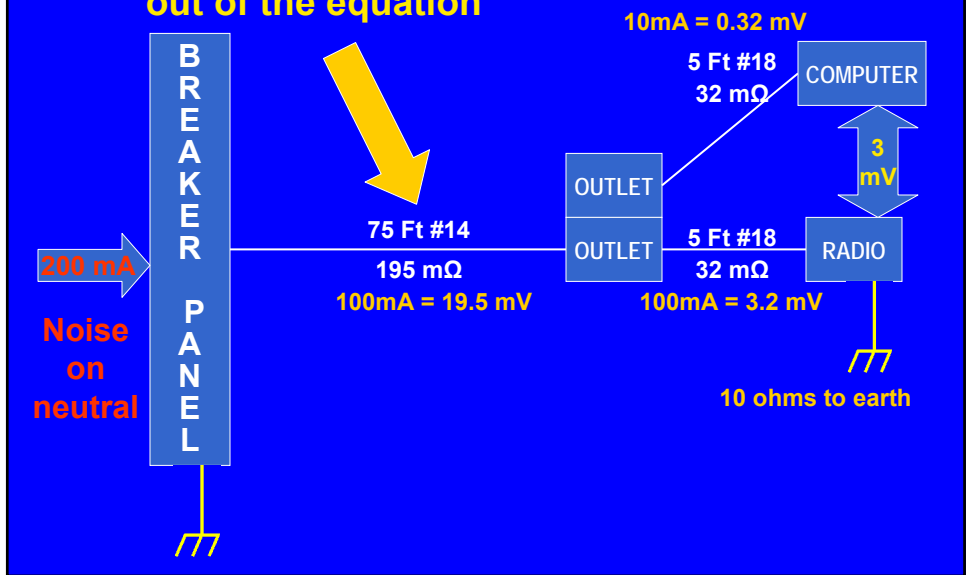 out of the equation
10mA = 0.32 mV
5 Ft #18
32 mΩ
COMPUTER
BREAKER PANEL
3
mV
OUTLET
75 Ft #14
195 mΩ
100mA = 19.5 mV
OUTLET
5 Ft #18
32 mΩ
100mA = 3.2 mV
RADIO
200 mA
Noise
on
neutral
10 ohms to earth